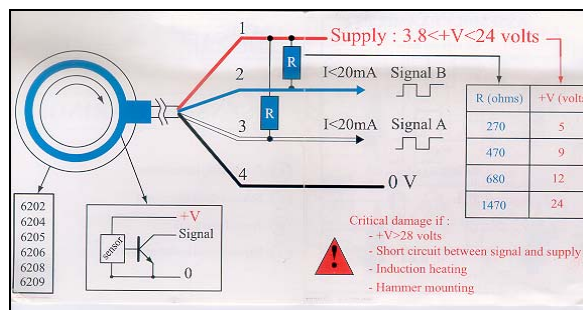 1
Supply : 3.8<+V<24 volts
R
2
I<20mA
Signal B
R
3
I<20mA
Signal A
4
0 V
R (ohms)
+V (volts
270
5
470
9
680
12
1470
24
6202
6204
6205
6206
6208
6209
+V
Signal
sensor
0
Critical damage if :
- +V>28 volts
- Short circuit between signal and supply
- Induction heating
- Hammer mounting
!